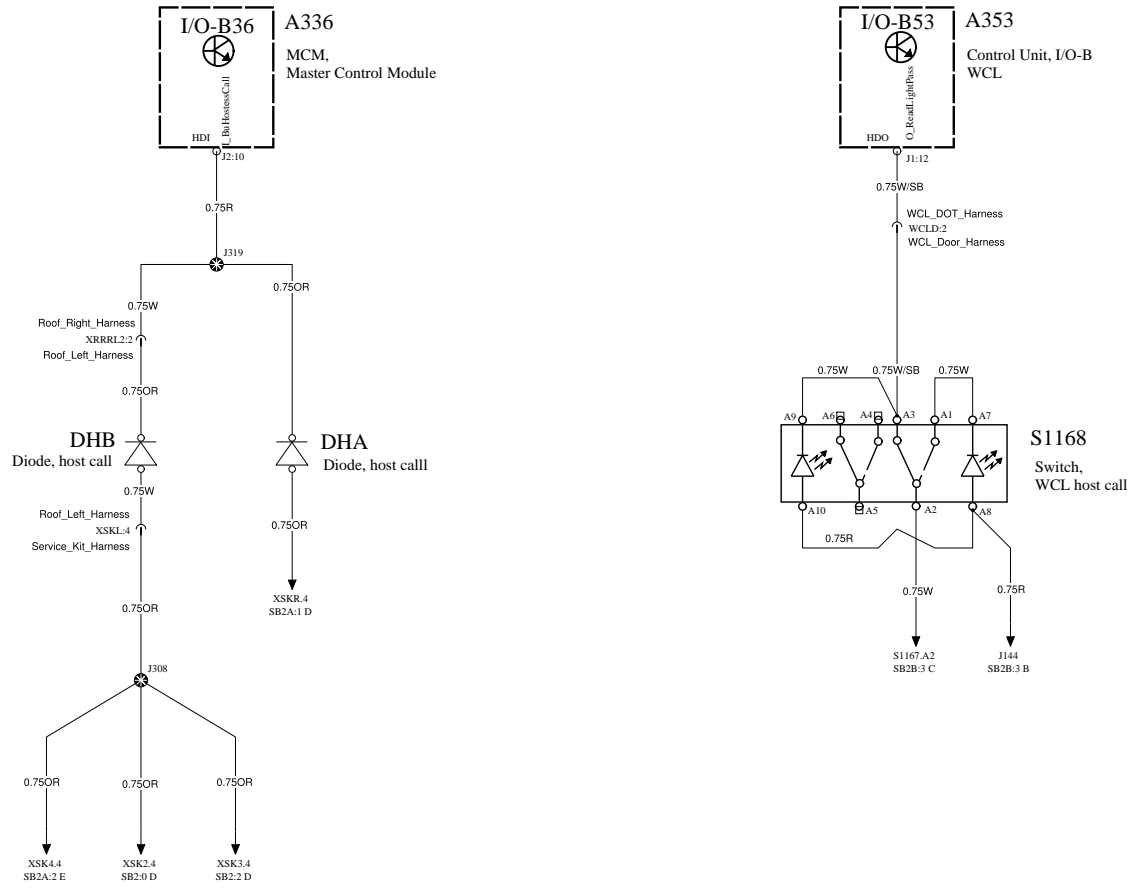 I/O-B36
A336
MCM,
Master Control Module
I_BuHostessCall
HDI
J2:10
0.75R
J319
0.75W
0.75OR
Roof_Right_Harness
XRRRL2:2
Roof_Left_Harness
0.75OR
DHB
Diode, host call
DHA
Diode, host calll
0.75W
Roof_Left_Harness
XSKL:4
Service_Kit_Harness
0.75OR
XSKR.4
SB2A:1 D
0.75OR
J308
0.75OR
0.75OR
0.75OR
XSK4.4
SB2A:2 E
XSK2.4
SB2:0 D
XSK3.4
SB2:2 D
I/O-B53
A353
Control Unit, I/O-B
WCL
O_ReadLightPass
HDO
J1:12
0.75W/SB
WCL_DOT_Harness
WCLD:2
WCL_Door_Harness
0.75W
0.75W/SB
0.75W
A9
A6
A4
A3
A1
A7
S1168
Switch,
WCL host call
A10
A5
A2
A8
0.75R
0.75W
0.75R
S1167.A2
SB2B:3 C
J144
SB2B:3 B